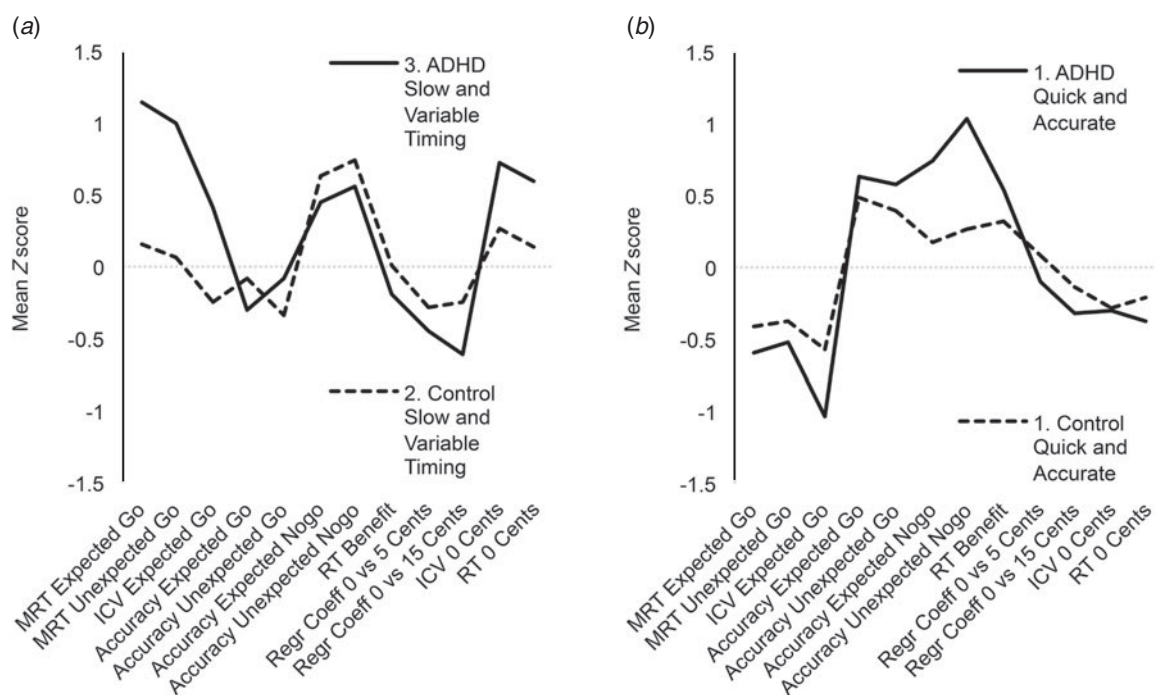 (a)
1.5
1
0.5
0
-0.5
-1
-1.5
Mean Z score
3. ADHD
Slow and
Variable
Timing
2. Control
Slow and
Variable
Timing
MRT Expected Go
MRT Unexpected Go
ICV Expected Go
Accuracy Expected Go
Accuracy Unexpected Go
Accuracy Expected Nogo
Accuracy Unexpected Nogo
RT Benefit
Regr Coeff 0 vs 5 Cents
Regr Coeff 0 vs 15 Cents
ICV 0 Cents
RT 0 Cents
(b)
1.5
1
0.5
0
-0.5
-1
-1.5
Mean Z score
1. ADHD
Quick and
Accurate
1. Control
Quick and
Accurate
MRT Expected Go
MRT Unexpected Go
ICV Expected Go
Accuracy Expected Go
Accuracy Unexpected Go
Accuracy Expected Nogo
Accuracy Unexpected Nogo
RT Benefit
Regr Coeff 0 vs 5 Cents
Regr Coeff 0 vs 15 Cents
ICV 0 Cents
RT 0 Cents